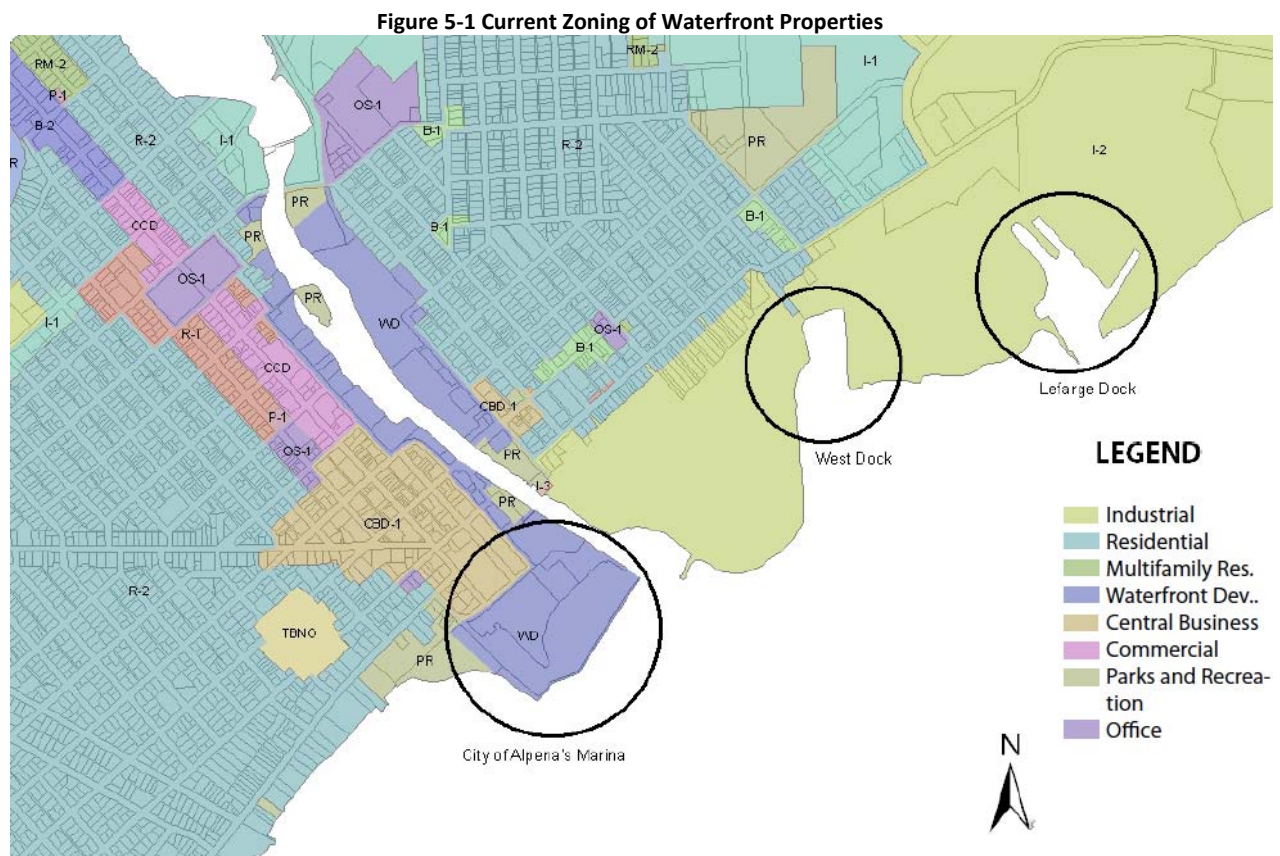 Figure 5-1 Current Zoning of Waterfront Properties
RM-2
RM-2
P-1
B-2
R-2
I-1
OS-1
B-1
R-2
PR
I-1
I-2
R
CCD
PR
PR
B-1
B-1
OS-1
PR
WD
I-1
R-T
CCD
OS-1
B-1
Lefarge Dock
P-1
OS-1
CBD-1
PR
I-3
West Dock
PR
CBD-1
R-2
TBNO
PR
WD
City of Alpena's Marina
LEGEND
Industrial
Residential
Multifamily Res.
Waterfront Dev..
Central Business
Commercial
Parks and Recrea-
tion
Office
N